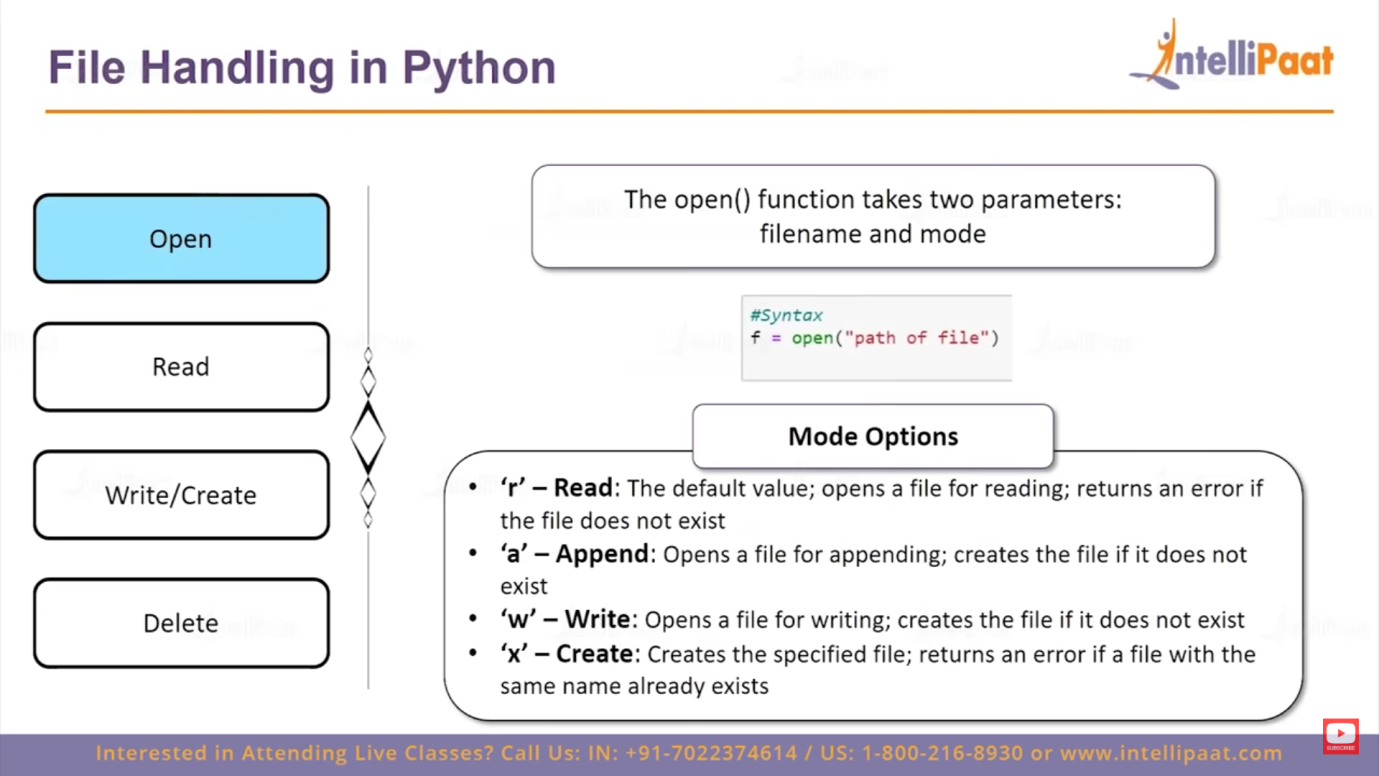 File Handling in Python
IntelliPaat
Open
Read
Write/Create
Delete
The open() function takes two parameters:
filename and mode
#Syntax
f = open("path of file")
Mode Options
• ‘r’ – Read: The default value; opens a file for reading; returns an error if
the file does not exist
• ‘a’ – Append: Opens a file for appending; creates the file if it does not
exist
• ‘w’ – Write: Opens a file for writing; creates the file if it does not exist
• ‘x’ – Create: Creates the specified file; returns an error if a file with the
same name already exists
SUBSCRIBE
Interested in Attending Live Classes? Call Us: IN: +91-7022374614 / US: 1-800-216-8930 or www.intellipaat.com